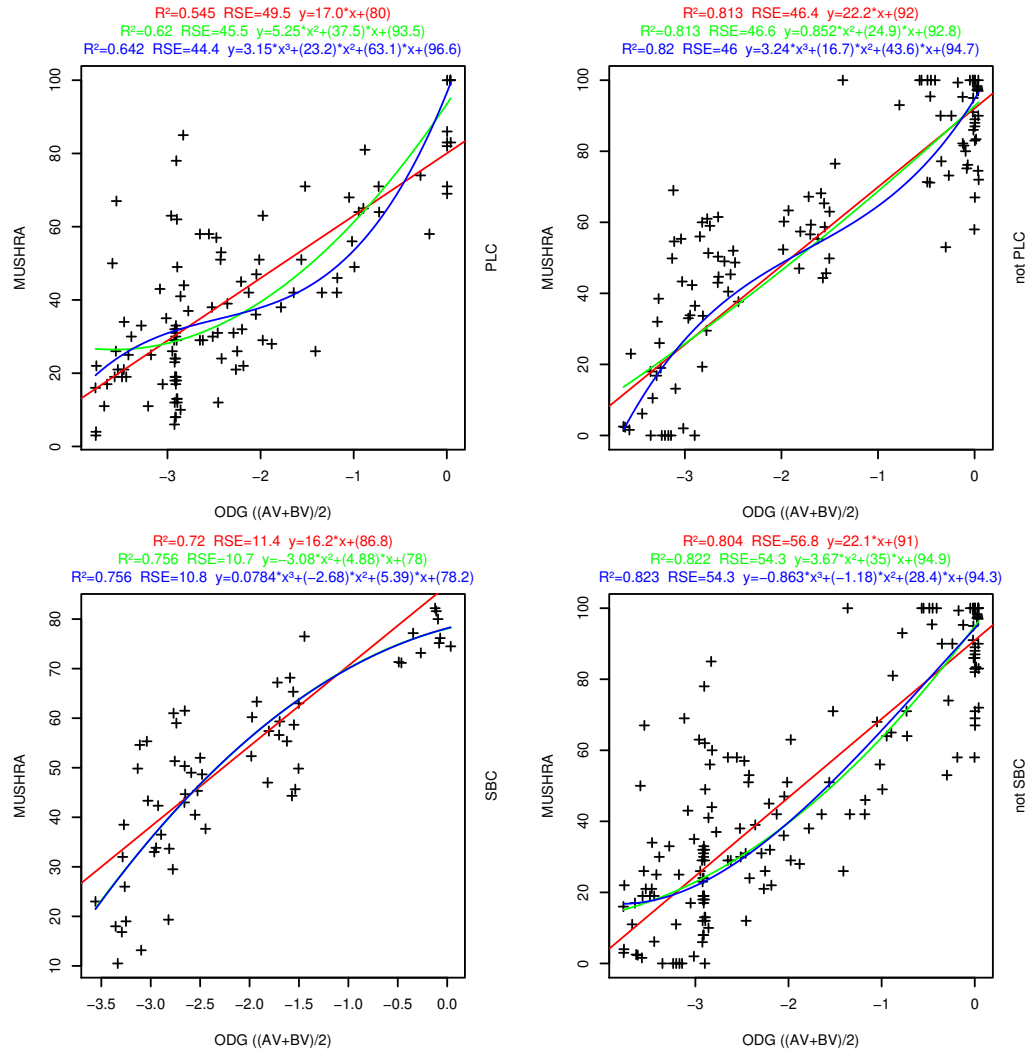 R²=0.545 RSE=49.5 y=17.0*x+(80)
R²=0.62 RSE=45.5 y=5.25*x²+(37.5)*x+(93.5)
R²=0.642 RSE=44.4 y=3.15*x³+(23.2)*x²+(63.1)*x+(96.6)
100
80
60
40
20
0
MUSHRA
PLC
−3
−2
−1
0
ODG ((AV+BV)/2)
R²=0.813 RSE=46.4 y=22.2*x+(92)
R²=0.813 RSE=46.6 y=0.852*x²+(24.9)*x+(92.8)
R²=0.82 RSE=46 y=3.24*x³+(16.7)*x²+(43.6)*x+(94.7)
100
80
60
40
20
0
MUSHRA
not PLC
−3
−2
−1
0
ODG ((AV+BV)/2)
R²=0.72 RSE=11.4 y=16.2*x+(86.8)
R²=0.756 RSE=10.7 y=−3.08*x²+(4.88)*x+(78)
R²=0.756 RSE=10.8 y=0.0784*x³+(−2.68)*x²+(5.39)*x+(78.2)
80
70
60
50
40
30
20
10
MUSHRA
SBC
−3.5
−3.0
−2.5
−2.0
−1.5
−1.0
−0.5
0.0
ODG ((AV+BV)/2)
R²=0.804 RSE=56.8 y=22.1*x+(91)
R²=0.822 RSE=54.3 y=3.67*x²+(35)*x+(94.9)
R²=0.823 RSE=54.3 y=−0.863*x³+(−1.18)*x²+(28.4)*x+(94.3)
100
80
60
40
20
0
MUSHRA
not SBC
−3
−2
−1
0
ODG ((AV+BV)/2)